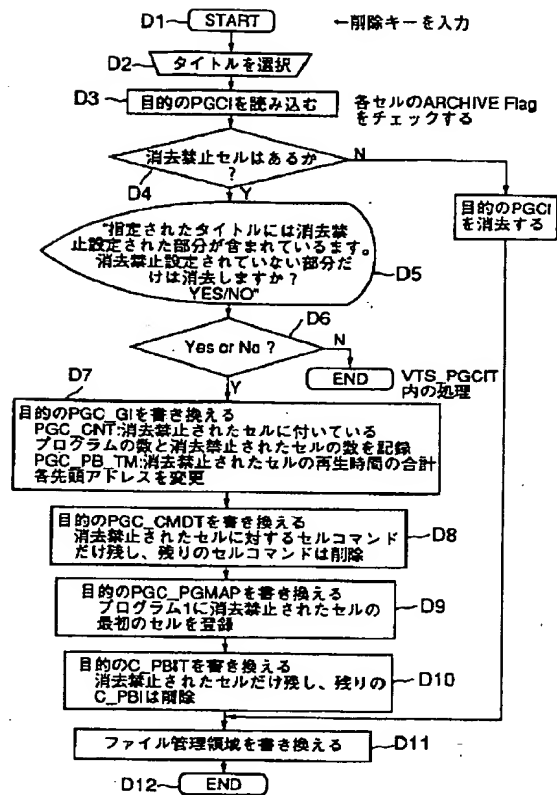 D1 START ←削除キーを入力
D2 タイトルを選択
D3 目的のPGCIを読み込む 各セルのARCHIVE Flag
をチェックする
消去禁止セルはあるか
?
N
D4
Y
目的のPGCI
を消去する
"指定されたタイトルには消去禁
止設定された部分が含まれているます。
消去禁止設定されていない部分だ
けは消去しますか?
YES/NO"
D5
D6
Yes or No ?
N
Y
END
VTS_PGCIT
内の処理
D7
目的のPGC_GIを書き換える
PGC_CNT:消去禁止されたセルに付いている
プログラムの数と消去禁止されたセルの数を記録
PGC_PB_TM:消去禁止されたセルの再生時間の合計
各先頭アドレスを変更
目的のPGC_CMDTを書き換える
消去禁止されたセルに対するセルコマンド
だけ残し、残りのセルコマンドは削除
D8
目的のPGC_PGMAPを書き換える
プログラム1に消去禁止されたセルの
最初のセルを登録
D9
目的のC_PBITを書き換える
消去禁止されたセルだけ残し、残りの
C_PBIは削除
D10
ファイル管理領域を書き換える D11
D12 END